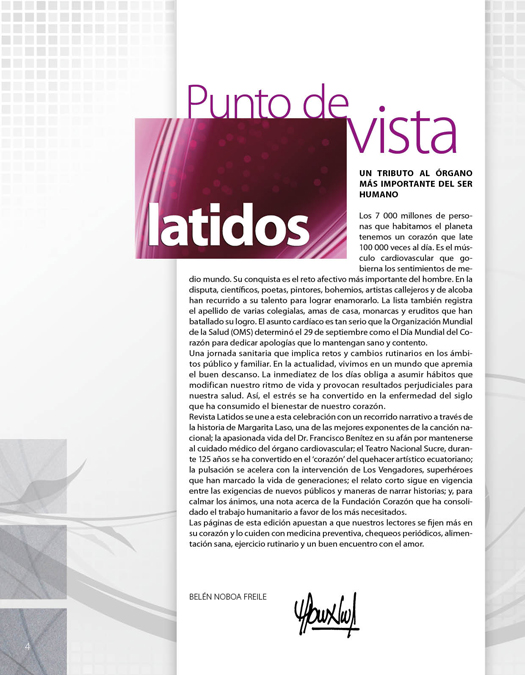 Punto de
vista
latidos
UN TRIBUTO AL ÓRGANO
MÁS IMPORTANTE DEL SER
HUMANO
Los 7 000 millones de perso-
nas que habitamos el planeta
tenemos un corazón que late
100 000 veces al día. Es el mús-
culo cardiovascular que go-
bierna los sentimientos de me-
dio mundo. Su conquista es el reto afectivo más importante del hombre. En la
disputa, científicos, poetas, pintores, bohemios, artistas callejeros y de alcoba
han recurrido a su talento para lograr enamorarlo. La lista también registra
el apellido de varias colegialas, amas de casa, monarcas y eruditos que han
batallado su logro. El asunto cardíaco es tan serio que la Organización Mundial
de la Salud (OMS) determinó el 29 de septiembre como el Día Mundial del Co-
razón para dedicar apologías que lo mantengan sano y contento.
Una jornada sanitaria que implica retos y cambios rutinarios en los ámbi-
tos público y familiar. En la actualidad, vivimos en un mundo que apremia
el buen descanso. La inmediatez de los días obliga a asumir hábitos que
modifican nuestro ritmo de vida y provocan resultados perjudiciales para
nuestra salud. Así, el estrés se ha convertido en la enfermedad del siglo
que ha consumido el bienestar de nuestro corazón.
Revista Latidos se une a esta celebración con un recorrido narrativo a través de
la historia de Margarita Laso, una de las mejores exponentes de la canción na-
cional; la apasionada vida del Dr. Francisco Benítez en su afán por mantenerse
al cuidado médico del órgano cardiovascular; el Teatro Nacional Sucre, duran-
te 125 años se ha convertido en el ‘corazón’ del quehacer artístico ecuatoriano;
la pulsación se acelera con la intervención de Los Vengadores, superhéroes
que han marcado la vida de generaciones; el relato corto sigue en vigencia
entre las exigencias de nuevos públicos y maneras de narrar historias; y, para
calmar los ánimos, una nota acerca de la Fundación Corazón que ha consoli-
dado el trabajo humanitario a favor de los más necesitados.
Las páginas de esta edición apuestan a que nuestros lectores se fijen más en
su corazón y lo cuiden con medicina preventiva, chequeos periódicos, alimen-
tación sana, ejercicio rutinario y un buen encuentro con el amor.
BELÉN NOBOA FREILE
4